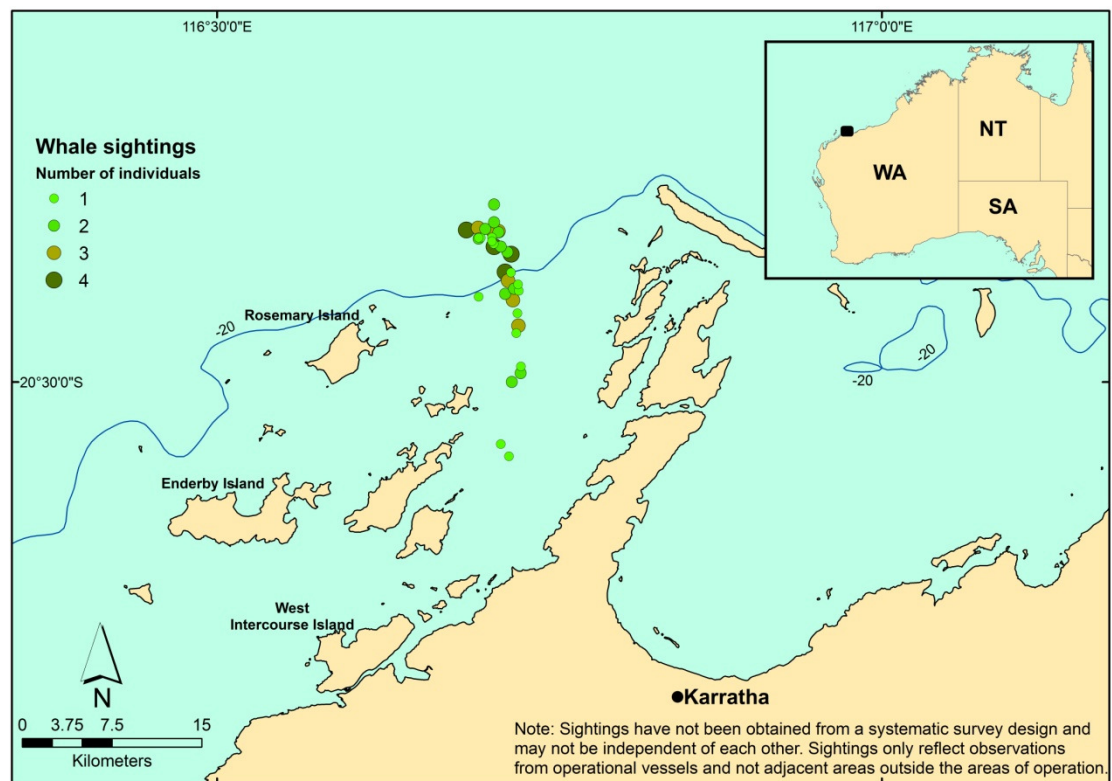 116°30'0"E
117°0'0"E
Whale sightings
Number of individuals
1
2
3
4
NT
WA
SA
Rosemary Island
-20
-20
20°30'0"S
-20
Enderby Island
West
Intercourse Island
N
Karratha
0 3.75 7.5 15
Kilometers
Note: Sightings have not been obtained from a systematic survey design and
may not be independent of each other. Sightings only reflect observations
from operational vessels and not adjacent areas outside the areas of operation.